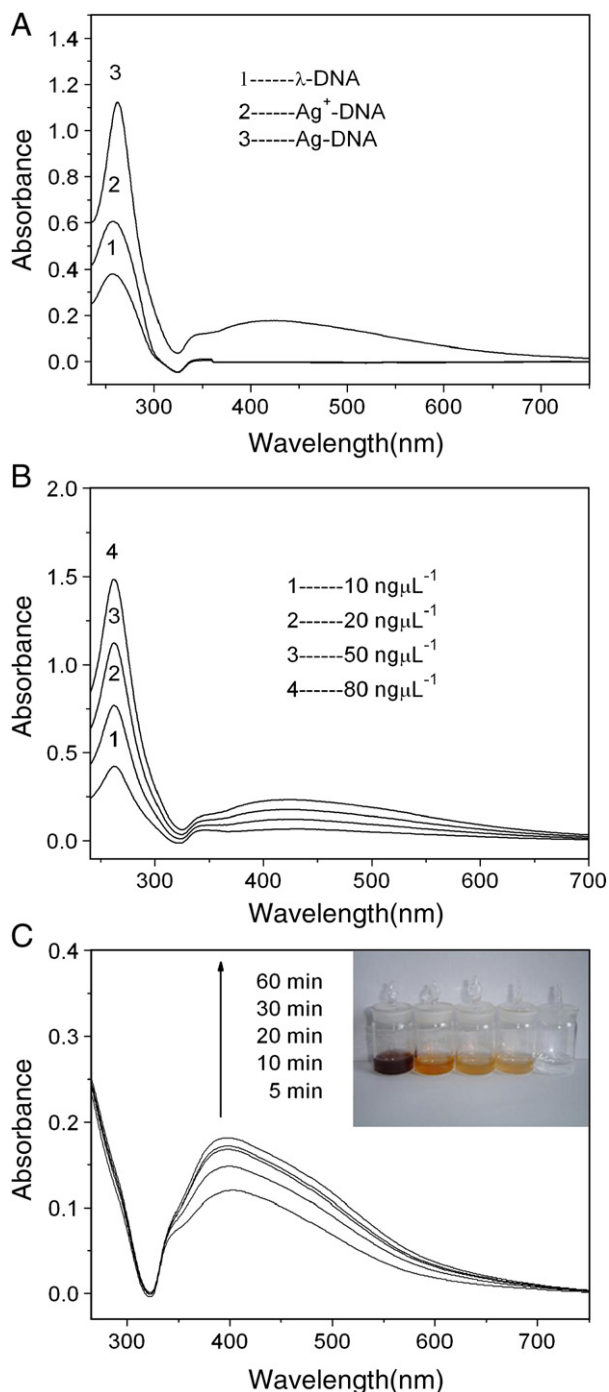 A
1.4
1.2
1.0
0.8
0.6
0.4
0.2
0.0
Absorbance
3
2
1
1------λ-DNA
2------Ag⁺-DNA
3------Ag-DNA
300 400 500 600 700
Wavelength(nm)
B
2.0
1.5
1.0
0.5
0.0
Absorbance
4
3
2
1
1------10 ngμL⁻¹
2------20 ngμL⁻¹
3------50 ngμL⁻¹
4------80 ngμL⁻¹
300 400 500 600 700
Wavelength(nm)
C
0.4
0.3
0.2
0.1
0.0
Absorbance
60 min
30 min
20 min
10 min
5 min
300 400 500 600 700
Wavelength(nm)